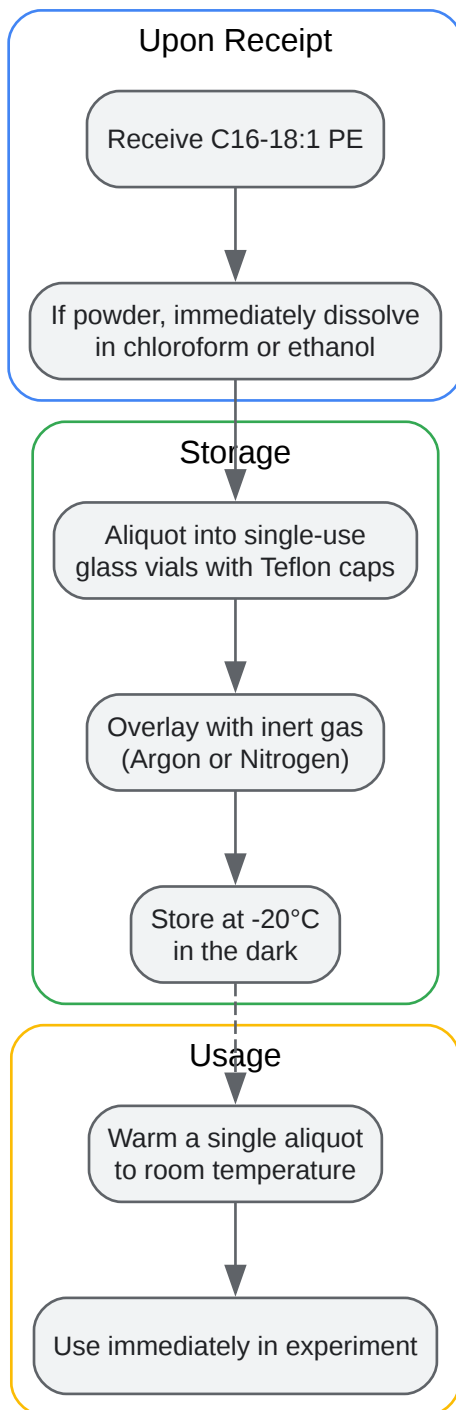 Upon Receipt
Receive C16-18:1 PE
If powder, immediately dissolve
in chloroform or ethanol
Storage
Aliquot into single-use
glass vials with Teflon caps
Overlay with inert gas
(Argon or Nitrogen)
Store at -20°C
in the dark
Usage
Warm a single aliquot
to room temperature
Use immediately in experiment